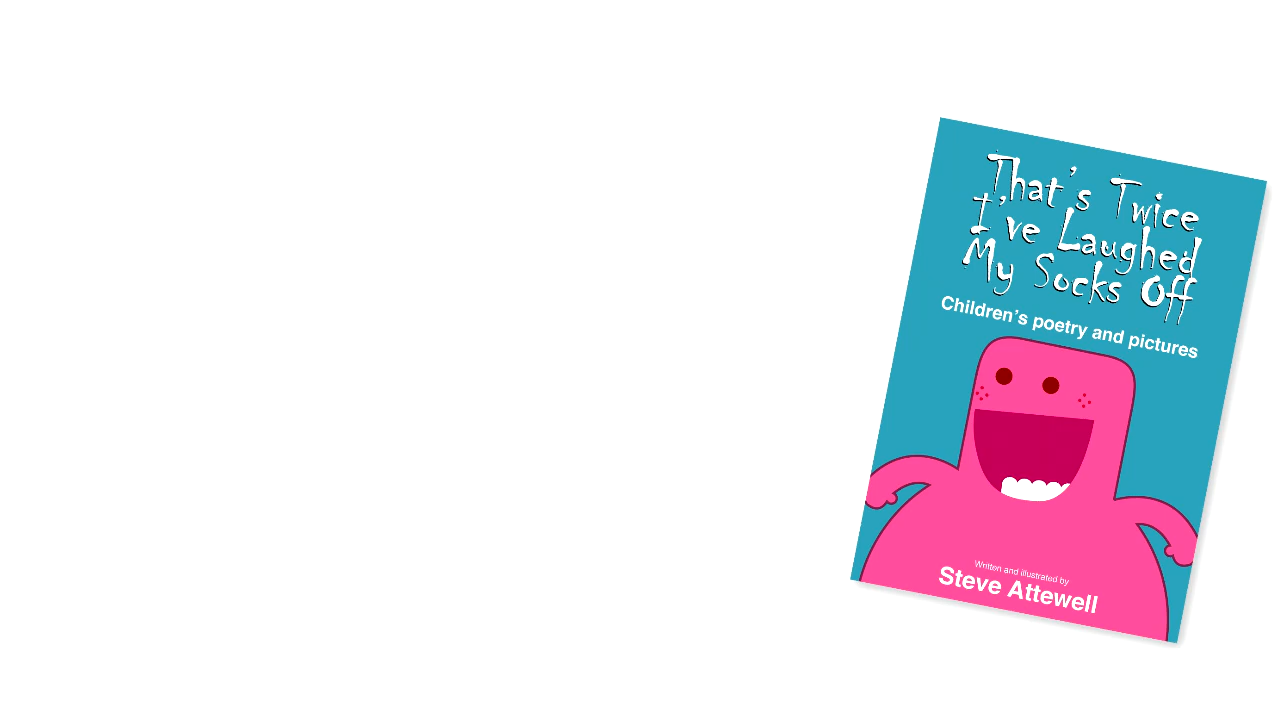 That's Twice
I've Laughed
My Socks Off
Children's poetry and pictures
Written and illustrated by
Steve Attewell